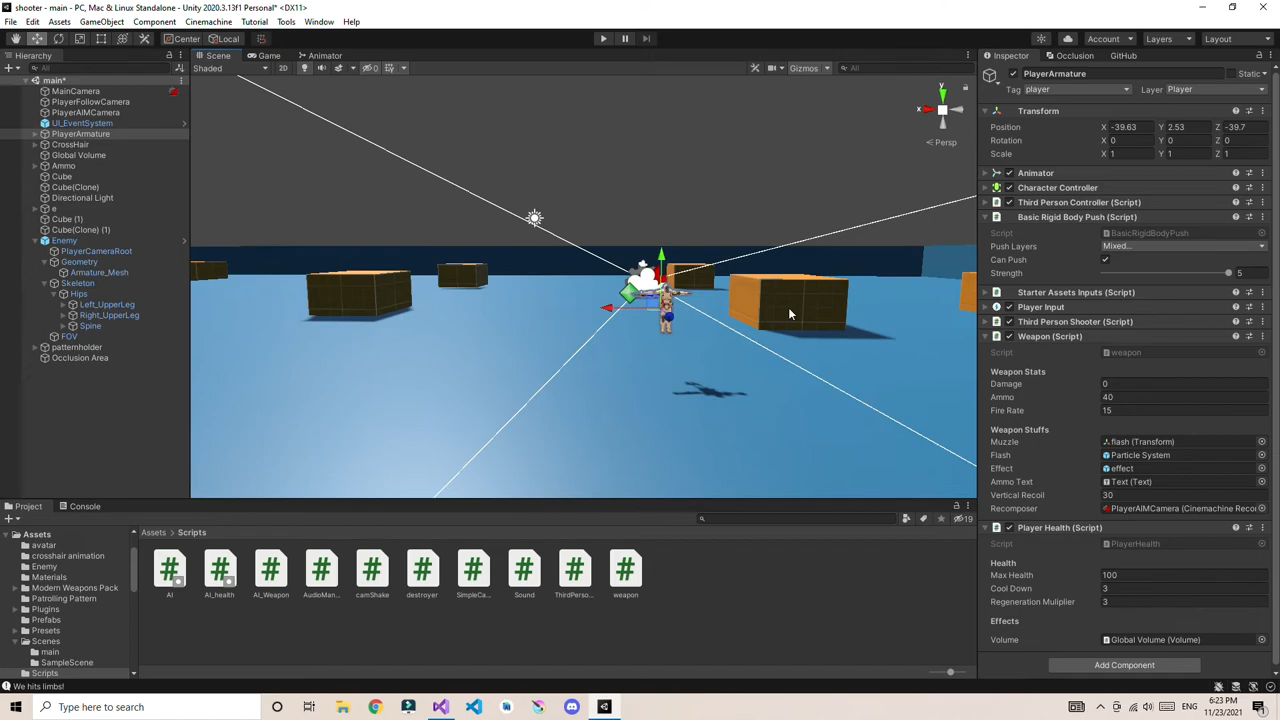 shooter - main - PC, Mac & Linux Standalone - Unity 2020.3.13f1 Personal* <DX11>
File Edit Assets GameObject Component Cinemachine Tutorial Tools Window Help
Center Local Account Layers Layout
Hierarchy Scene Game Animator Inspector Occlusion GitHub
All Shaded 2D 0 Gizmos All
main*
MainCamera
PlayerFollowCamera
PlayerAIMCamera
UI_EventSystem
PlayerArmature
CrossHair
Global Volume
Ammo
Cube
Cube(Clone)
Directional Light
e
Cube (1)
Cube(Clone) (1)
Enemy
PlayerCameraRoot
Geometry
Armature_Mesh
Skeleton
Hips
Left_UpperLeg
Right_UpperLeg
Spine
FOV
patternholder
Occlusion Area
y
x
Persp
PlayerArmature Static
Tag player Layer Player
Transform
Position X -39.63 Y 2.53 Z -39.7
Rotation X 0 Y 0 Z 0
Scale X 1 Y 1 Z 1
Animator
Character Controller
Third Person Controller (Script)
Basic Rigid Body Push (Script)
Script BasicRigidBodyPush
Push Layers Mixed...
Can Push
Strength 5
Starter Assets Inputs (Script)
Player Input
Third Person Shooter (Script)
Weapon (Script)
Script weapon
Weapon Stats
Damage 0
Ammo 40
Fire Rate 15
Weapon Stuffs
Muzzle flash (Transform)
Flash Particle System
Effect effect
Ammo Text Text (Text)
Vertical Recoil 30
Recomposer PlayerAIMCamera (Cinemachine Recor
Player Health (Script)
Script PlayerHealth
Health
Max Health 100
Cool Down 3
Regeneration Muliplier 3
Effects
Volume Global Volume (Volume)
Add Component
Project Console
19
Assets
avatar
crosshair animation
Enemy
Materials
Modern Weapons Pack
Patrolling Pattern
Plugins
Prefabs
Presets
Scenes
main
SampleScene
Scripts
Assets > Scripts
AI AI_health AI_Weapon AudioMan... camShake destroyer SimpleCa... Sound ThirdPerso... weapon
We hits limbs!
Type here to search
ENG 6:23 PM
11/23/2021